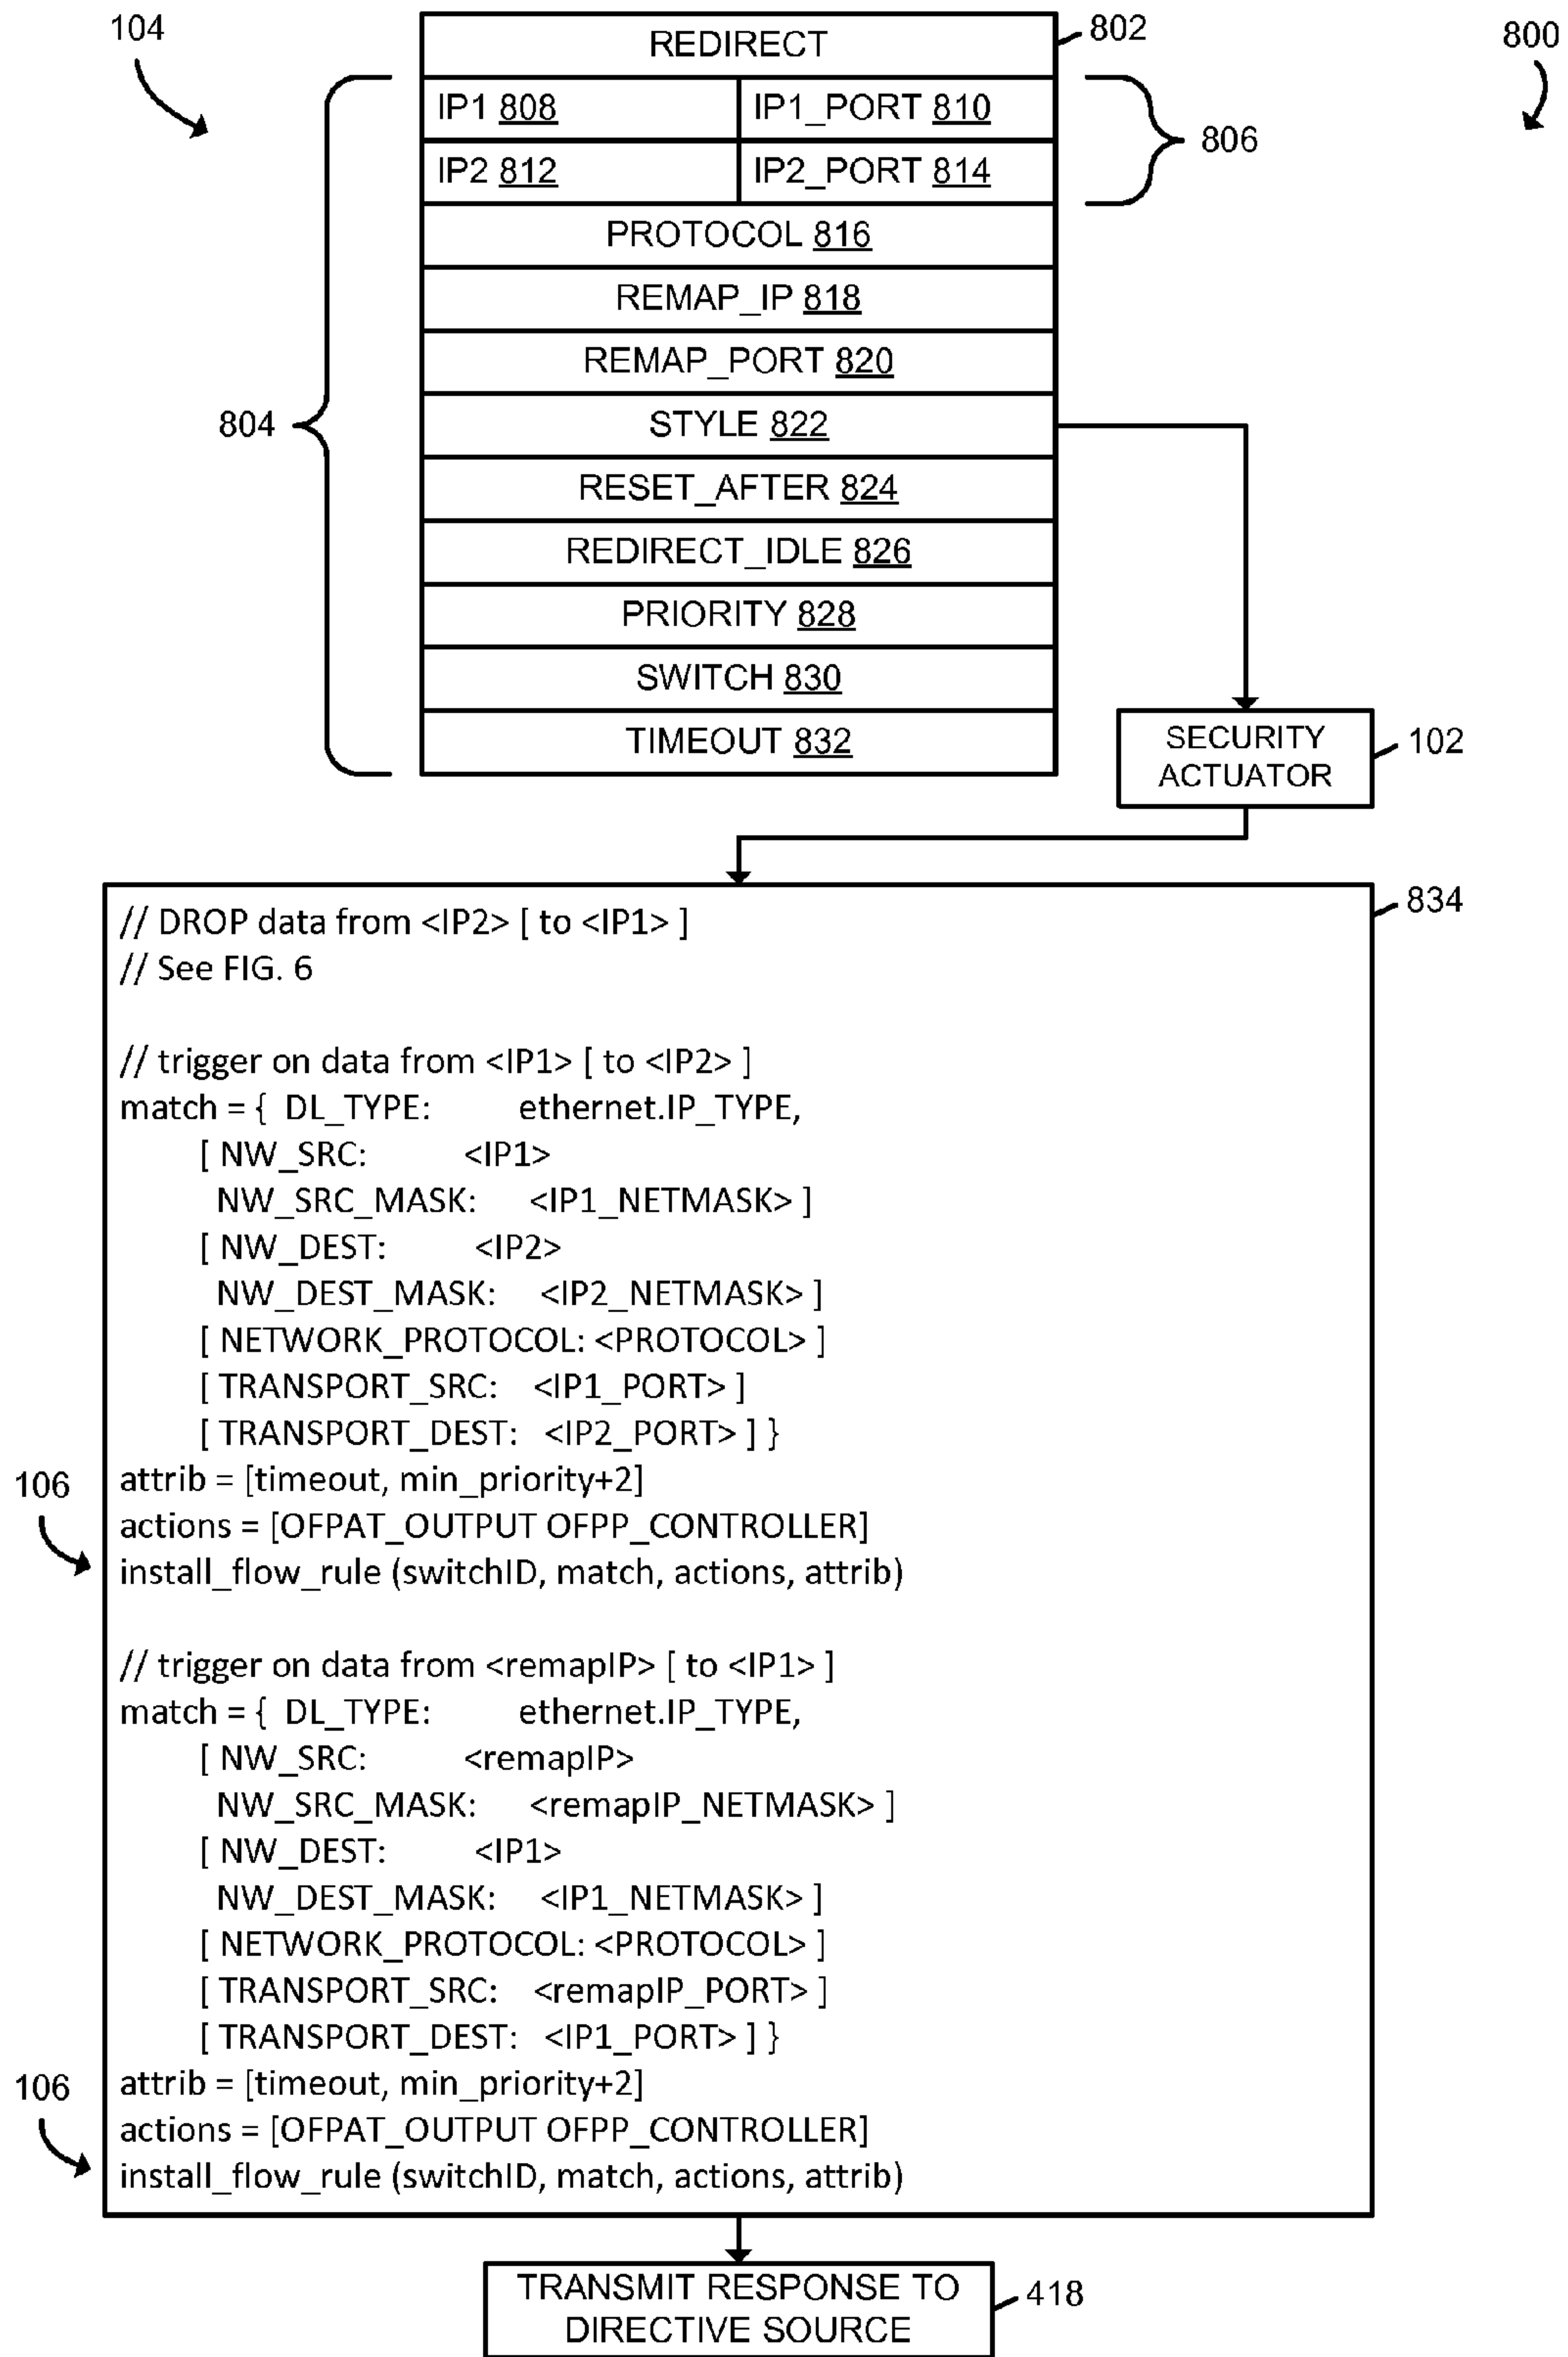 104
REDIRECT
802
800
IP1 808
IP1_PORT 810
IP2 812
IP2_PORT 814
806
PROTOCOL 816
REMAP_IP 818
REMAP_PORT 820
804
STYLE 822
RESET_AFTER 824
REDIRECT_IDLE 826
PRIORITY 828
SWITCH 830
TIMEOUT 832
SECURITY
ACTUATOR
102
834
// DROP data from <IP2> [ to <IP1> ]
// See FIG. 6
// trigger on data from <IP1> [ to <IP2> ]
match = { DL_TYPE: ethernet.IP_TYPE,
[ NW_SRC: <IP1>
NW_SRC_MASK: <IP1_NETMASK> ]
[ NW_DEST: <IP2>
NW_DEST_MASK: <IP2_NETMASK> ]
[ NETWORK_PROTOCOL: <PROTOCOL> ]
[ TRANSPORT_SRC: <IP1_PORT> ]
[ TRANSPORT_DEST: <IP2_PORT> ] }
106
attrib = [timeout, min_priority+2]
actions = [OFPAT_OUTPUT OFPP_CONTROLLER]
install_flow_rule (switchID, match, actions, attrib)
// trigger on data from <remapIP> [ to <IP1> ]
match = { DL_TYPE: ethernet.IP_TYPE,
[ NW_SRC: <remapIP>
NW_SRC_MASK: <remapIP_NETMASK> ]
[ NW_DEST: <IP1>
NW_DEST_MASK: <IP1_NETMASK> ]
[ NETWORK_PROTOCOL: <PROTOCOL> ]
[ TRANSPORT_SRC: <remapIP_PORT> ]
[ TRANSPORT_DEST: <IP1_PORT> ] }
106
attrib = [timeout, min_priority+2]
actions = [OFPAT_OUTPUT OFPP_CONTROLLER]
install_flow_rule (switchID, match, actions, attrib)
TRANSMIT RESPONSE TO
DIRECTIVE SOURCE
418